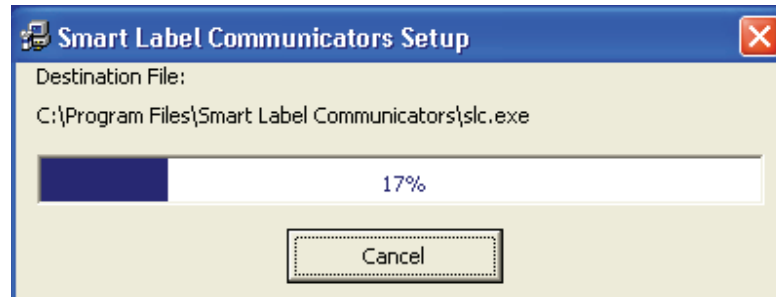 Smart Label Communicators Setup
Destination File:
C:\Program Files\Smart Label Communicators\slc.exe
17%
Cancel